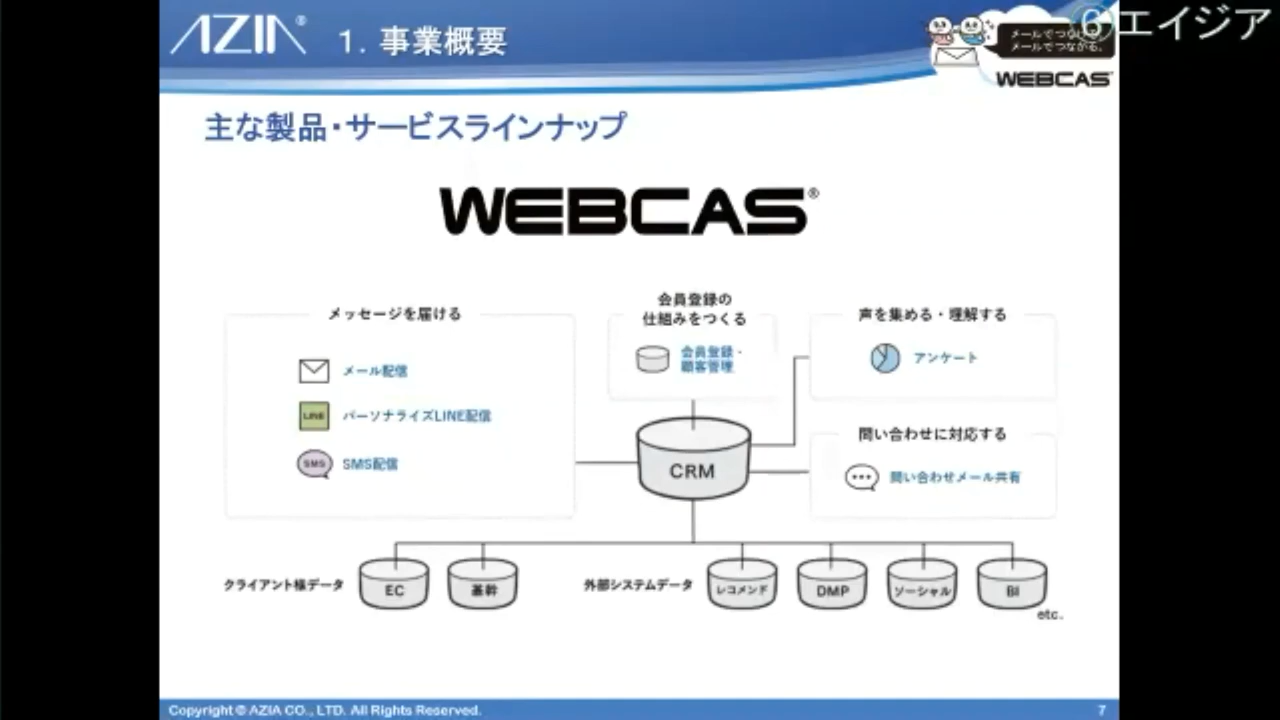 AZIA®
1. 事業概要
⑥エイジア
メールでつながる。
WEBCAS
主な製品・サービスラインナップ
WEBCAS®
メッセージを届ける
メール配信
LINE
パーソナライズLINE配信
SMS
SMS配信
会員登録の
仕組みをつくる
会員登録・
顧客管理
声を集める・理解する
アンケート
問い合わせに対応する
問い合わせメール共有
CRM
クライアント様データ
EC
基幹
外部システムデータ
レコメンド
DMP
ソーシャル
BI
etc.
Copyright © AZIA CO., LTD. All Rights Reserved.
7